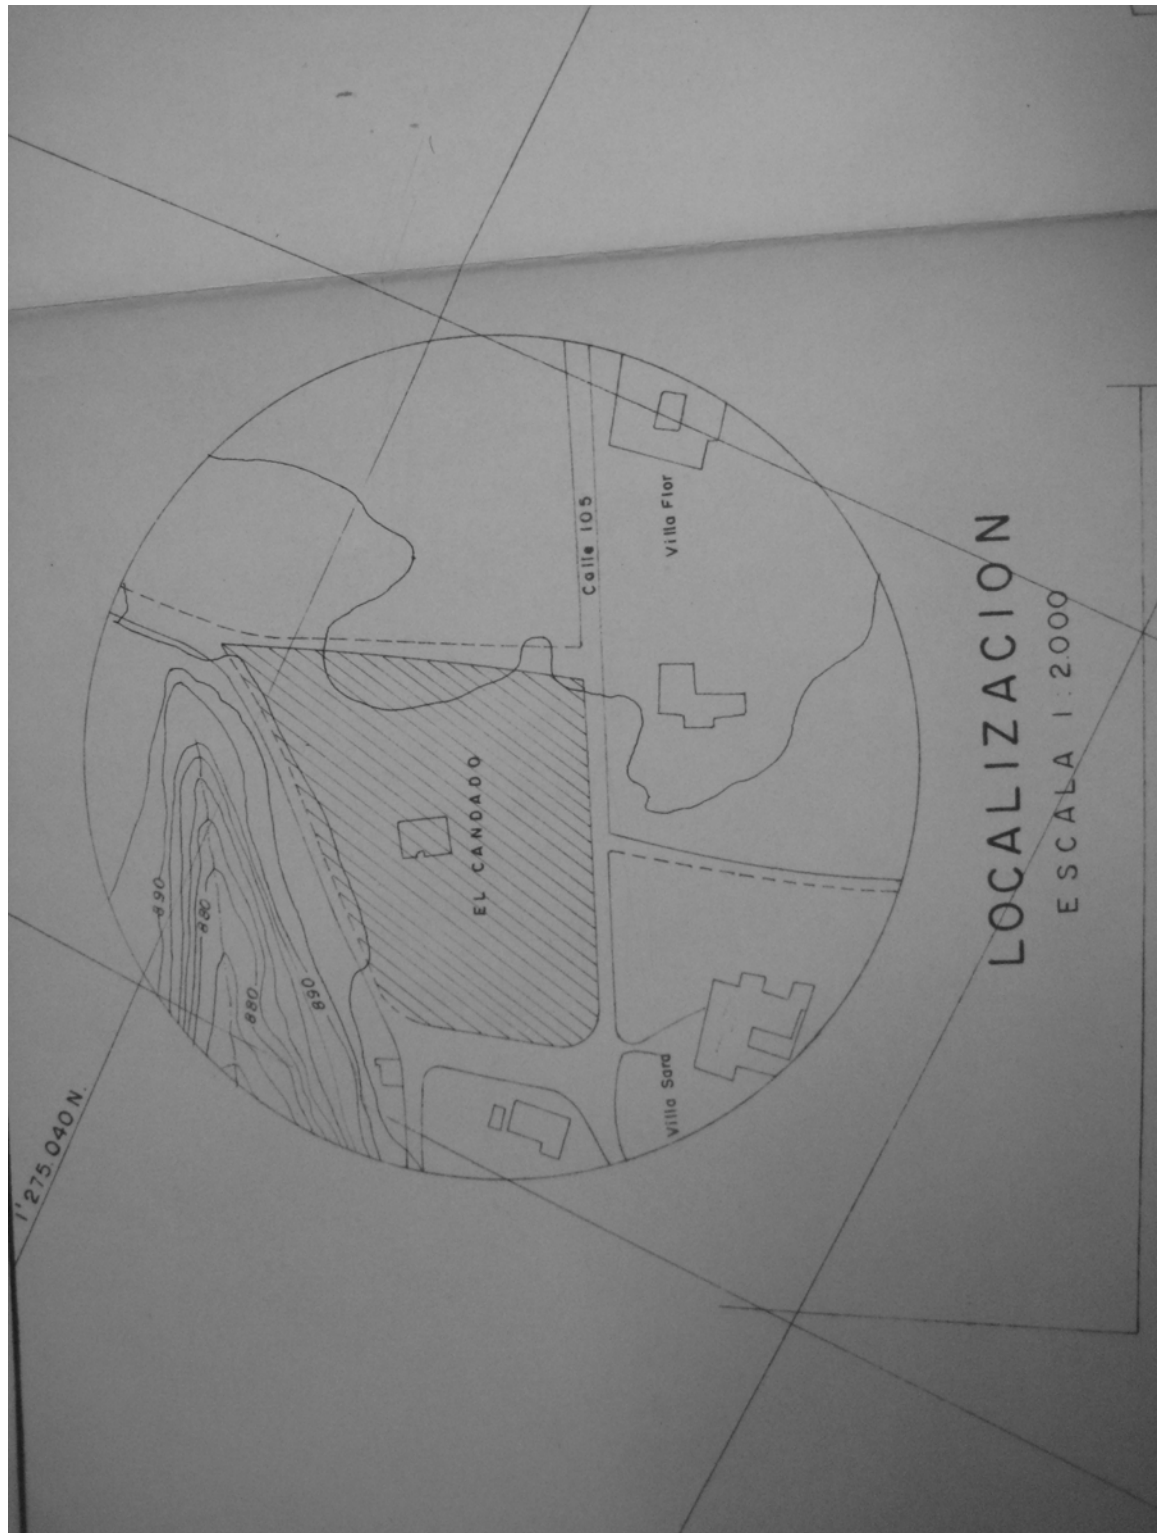 890
880
880
890
1'275.040 N.
EL CANDADO
Calle 105
Villa Flor
Villa Sara
LOCALIZACION
ESCALA 1:2.000